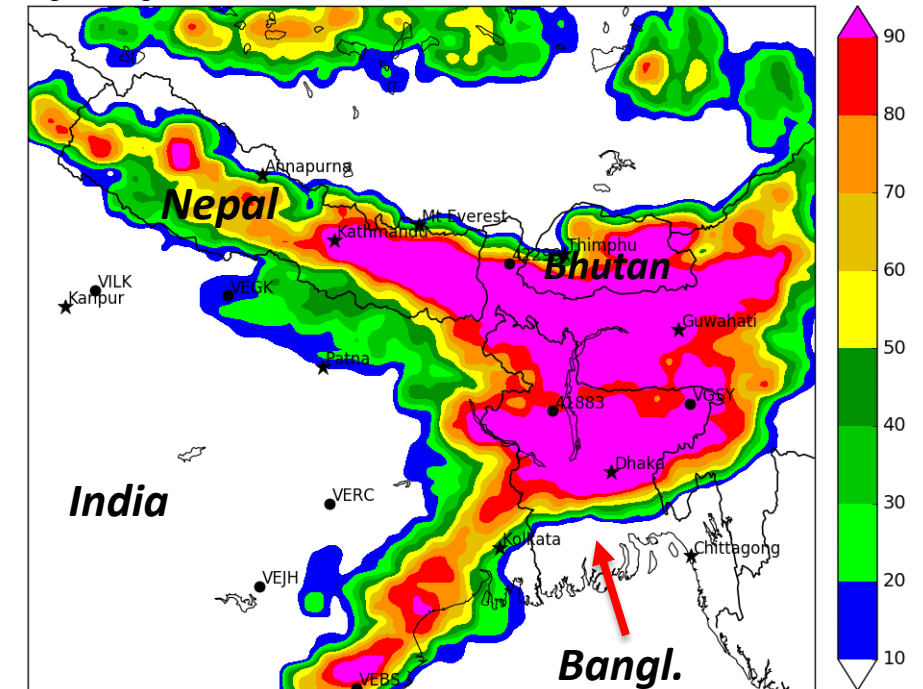 Annapurna
Nepal
Mt Everest
Kathmandu
Thimphu
Bhutan
VILK
Kanpur
VEGK
Guwahati
Patna
41883
VGSY
Dhaka
India
VERC
Kolkata
Chittagong
VEJH
Bangl.
VEBS
90
80
70
60
50
40
30
20
10